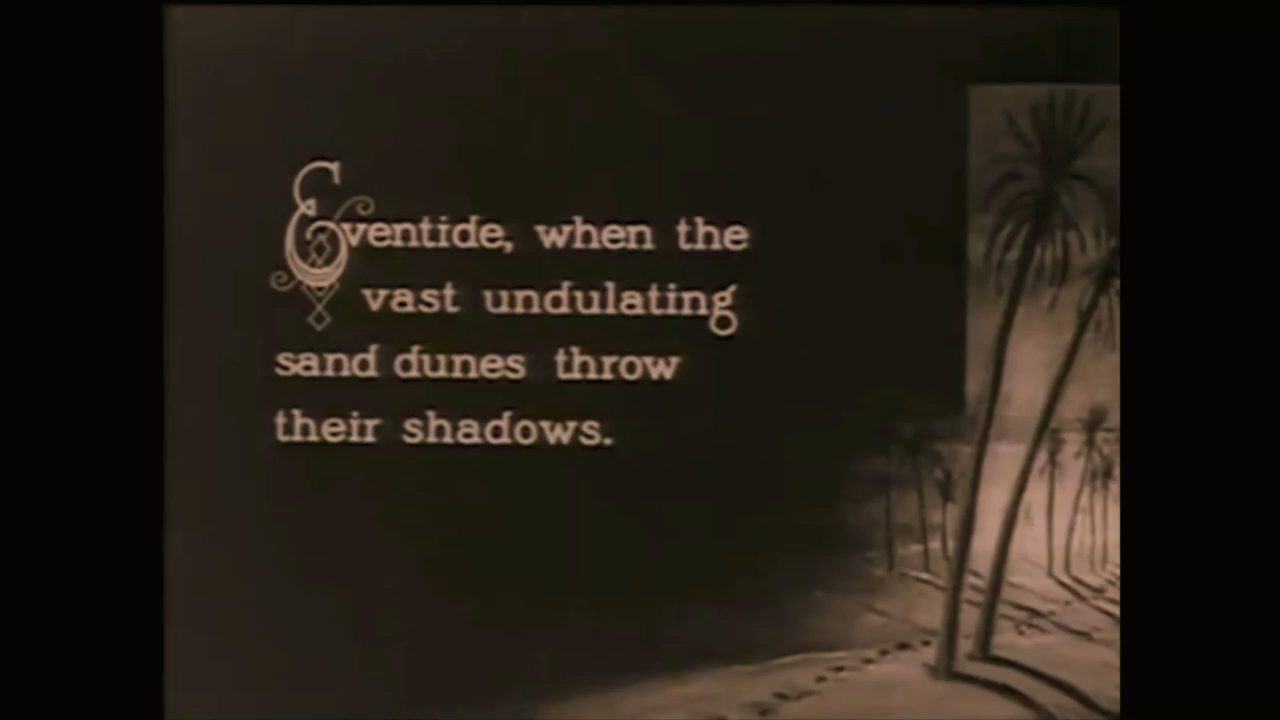 Eventide, when the
vast undulating
sand dunes throw
their shadows.